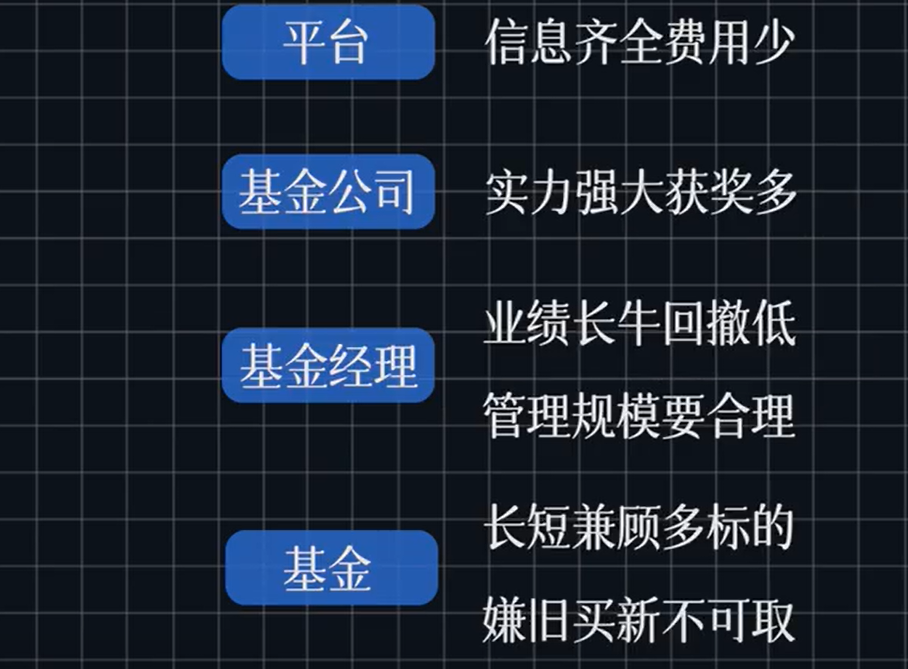 平台 信息齐全费用少
基金公司 实力强大获奖多
基金经理 业绩长牛回撤低
管理规模要合理
基金 长短兼顾多标的
嫌旧买新不可取